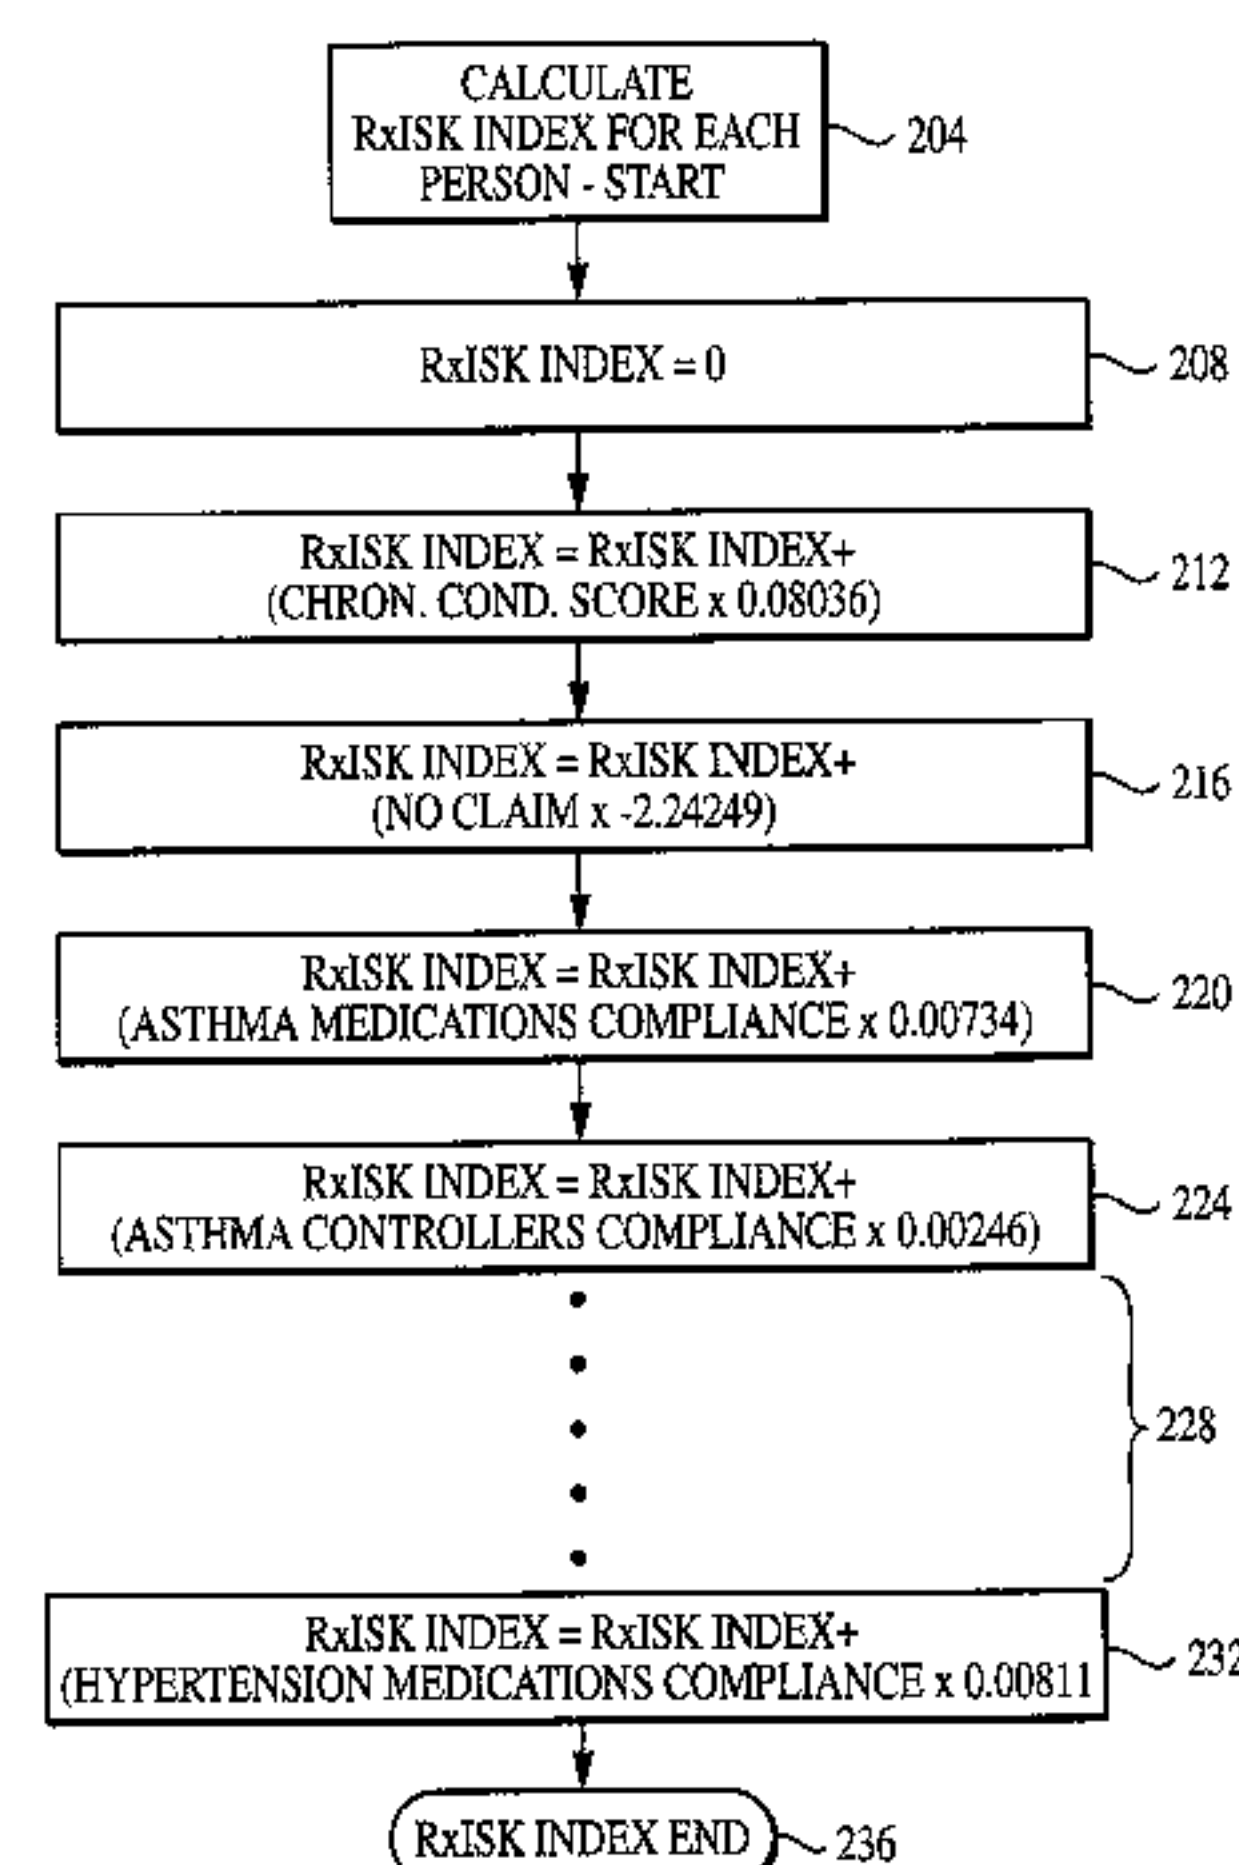 CALCULATE
RxISK INDEX FOR EACH
PERSON - START
204
RxISK INDEX = 0
208
RxISK INDEX = RxISK INDEX+
(CHRON. COND. SCORE x 0.08036)
212
RxISK INDEX = RxISK INDEX+
(NO CLAIM x -2.24249)
216
RxISK INDEX = RxISK INDEX+
(ASTHMA MEDICATIONS COMPLIANCE x 0.00734)
220
RxISK INDEX = RxISK INDEX+
(ASTHMA CONTROLLERS COMPLIANCE x 0.00246)
224
228
RxISK INDEX = RxISK INDEX+
(HYPERTENSION MEDICATIONS COMPLIANCE x 0.00811
232
RxISK INDEX END
236